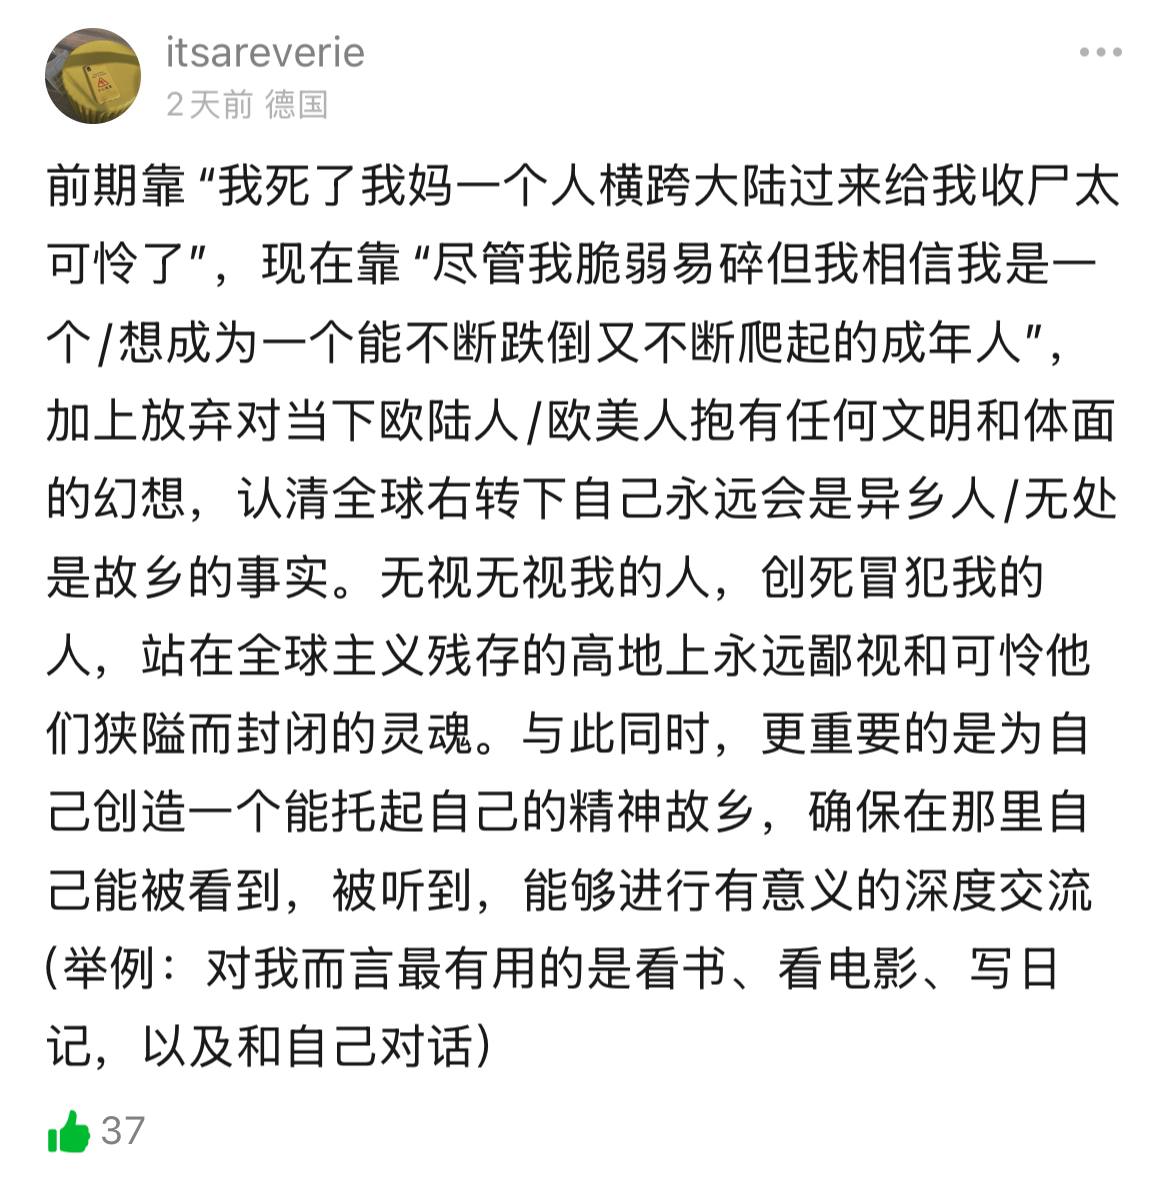 itsareverie
2天前 德国
前期靠 “我死了我妈一个人横跨大陆过来给我收尸太
可怜了”，现在靠 “尽管我脆弱易碎但我相信我是一
个/想成为一个能不断跌倒又不断爬起的成年人”，
加上放弃对当下欧陆人/欧美人抱有任何文明和体面
的幻想，认清全球右转下自己永远会是异乡人/无处
是故乡的事实。无视无视我的人，创死冒犯我的
人，站在全球主义残存的高地上永远鄙视和可怜他
们狭隘而封闭的灵魂。与此同时，更重要的是为自
己创造一个能托起自己的精神故乡，确保在那里自
己能被看到，被听到，能够进行有意义的深度交流
(举例：对我而言最有用的是看书、看电影、写日
记，以及和自己对话)
37